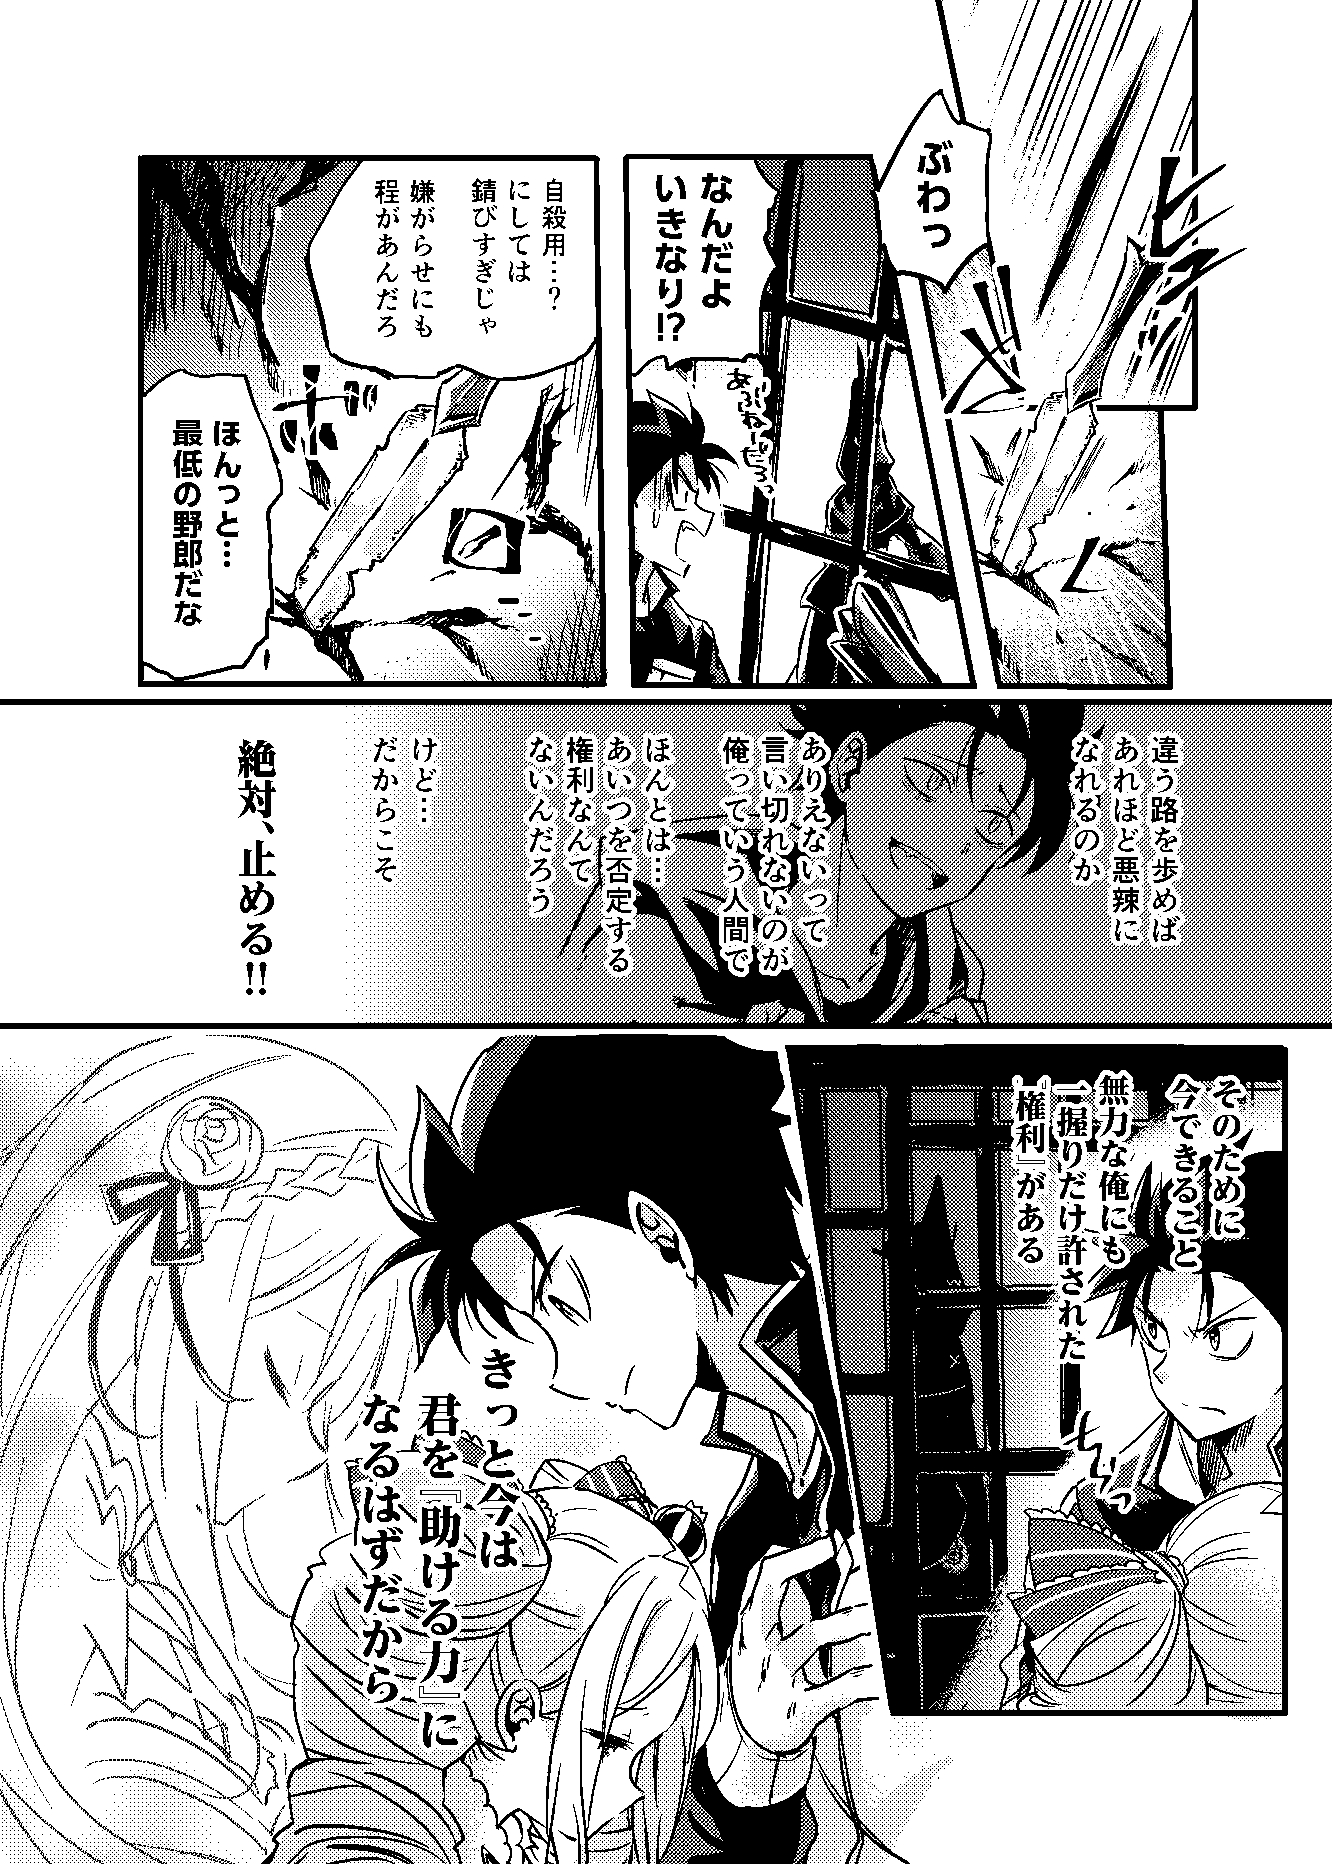 ぶわっ
なんだよ
いきなり!?
あぶねーだろっ
自殺用…?
にしては
錆びすぎじゃ
嫌がらせにも
程があんだろ
ほんっと…
最低の野郎だな
違う路を歩めば
あれほど悪辣に
なれるのか
ありえないって
言い切れないのが
俺っていう人間で
ほんとは…
あいつを否定する
権利なんて
ないんだろう
けど…
だからこそ
絶対、止める!!
そのために
今できること
無力な俺にも
一握りだけ許された
『権利』がある
きっと今は
君を『助ける力』に
なるはずだから